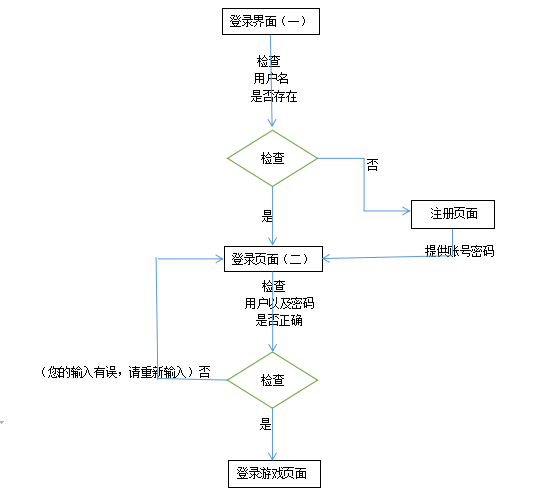 登录界面（一）
检查
用户名
是否存在
检查
否
注册页面
是
提供账号密码
登录页面（二）
检查
用户以及密码
是否正确
（您的输入有误，请重新输入）否
检查
是
登录游戏页面